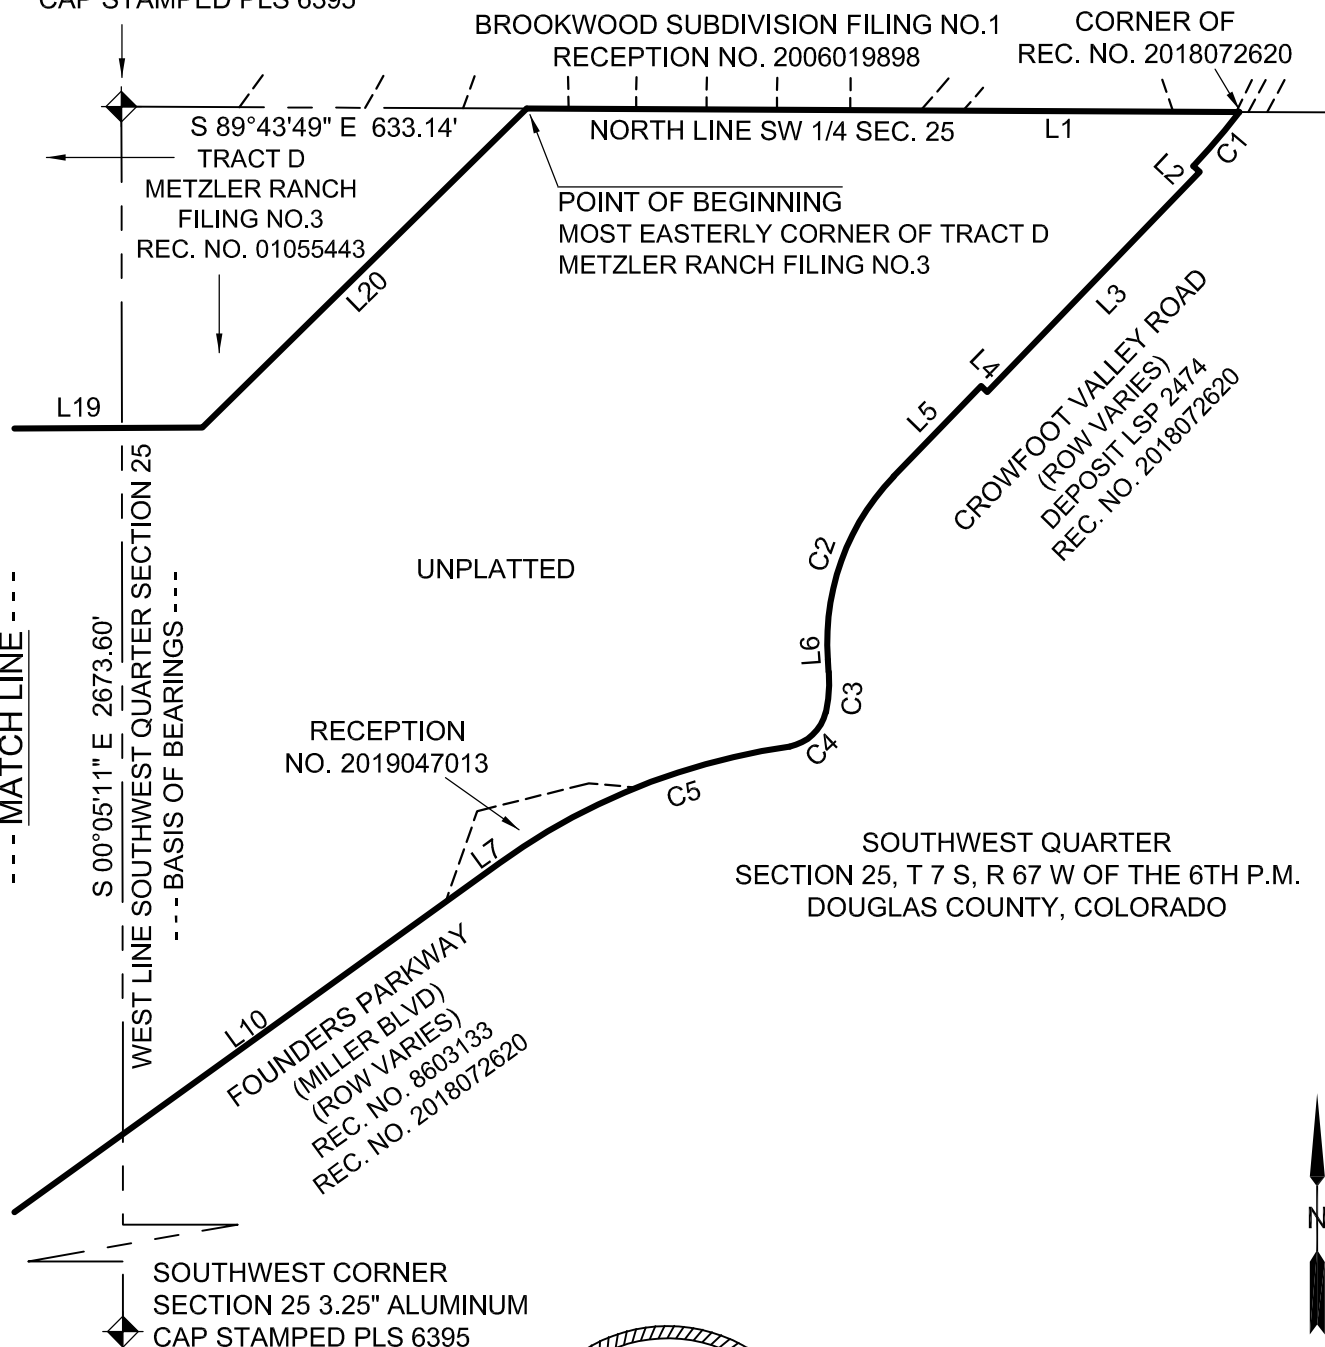 CAP STAMPED PLS 6395
BROOKWOOD SUBDIVISION FILING NO.1
RECEPTION NO. 2006019898
CORNER OF
REC. NO. 2018072620
S 89°43'49" E 633.14'
NORTH LINE SW 1/4 SEC. 25
L1
C1
L2
TRACT D
METZLER RANCH
FILING NO.3
REC. NO. 01055443
POINT OF BEGINNING
MOST EASTERLY CORNER OF TRACT D
METZLER RANCH FILING NO.3
L20
L3
L4
L5
L19
CROWFOOT VALLEY ROAD
(ROW VARIES)
DEPOSIT LSP 2474
REC. NO. 2018072620
C2
UNPLATTED
L6
C3
C4
C5
MATCH LINE
S 00°05'11" E 2673.60'
WEST LINE SOUTHWEST QUARTER SECTION 25
BASIS OF BEARINGS
RECEPTION
NO. 2019047013
L7
SOUTHWEST QUARTER
SECTION 25, T 7 S, R 67 W OF THE 6TH P.M.
DOUGLAS COUNTY, COLORADO
L10
FOUNDERS PARKWAY
(MILLER BLVD)
(ROW VARIES)
REC. NO. 8603133
REC. NO. 2018072620
N
SOUTHWEST CORNER
SECTION 25 3.25" ALUMINUM
CAP STAMPED PLS 6395